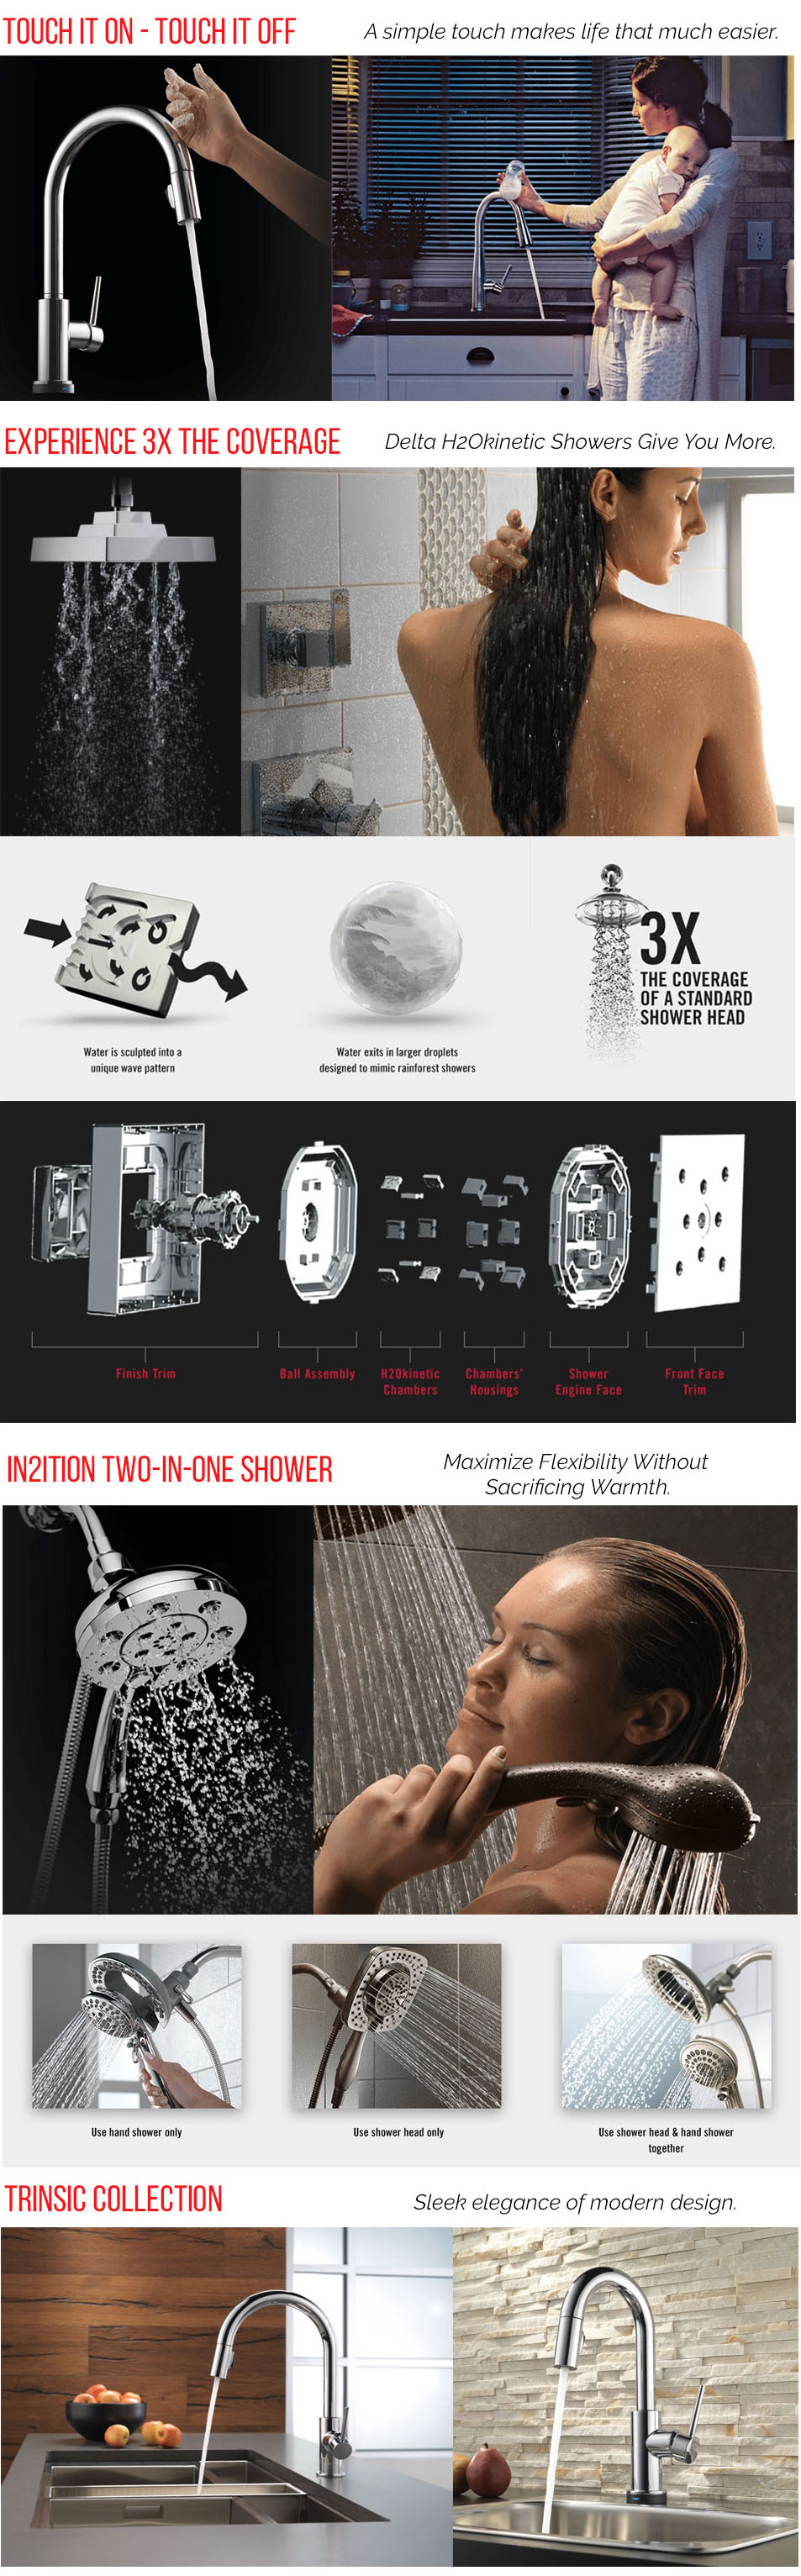 TOUCH IT ON - TOUCH IT OFF
A simple touch makes life that much easier.
EXPERIENCE 3X THE COVERAGE
Delta H2Okinetic Showers Give You More.
Water is sculpted into a
unique wave pattern
Water exits in larger droplets
designed to mimic rainforest showers
3X
THE COVERAGE
OF A STANDARD
SHOWER HEAD
Finish Trim
Ball Assembly
H2Okinetic
Chambers
Chambers'
Housings
Shower
Engine Face
Front Face
Trim
IN2ITION TWO-IN-ONE SHOWER
Maximize Flexibility Without
Sacrificing Warmth.
Use hand shower only
Use shower head only
Use shower head & hand shower
together
TRINSIC COLLECTION
Sleek elegance of modern design.